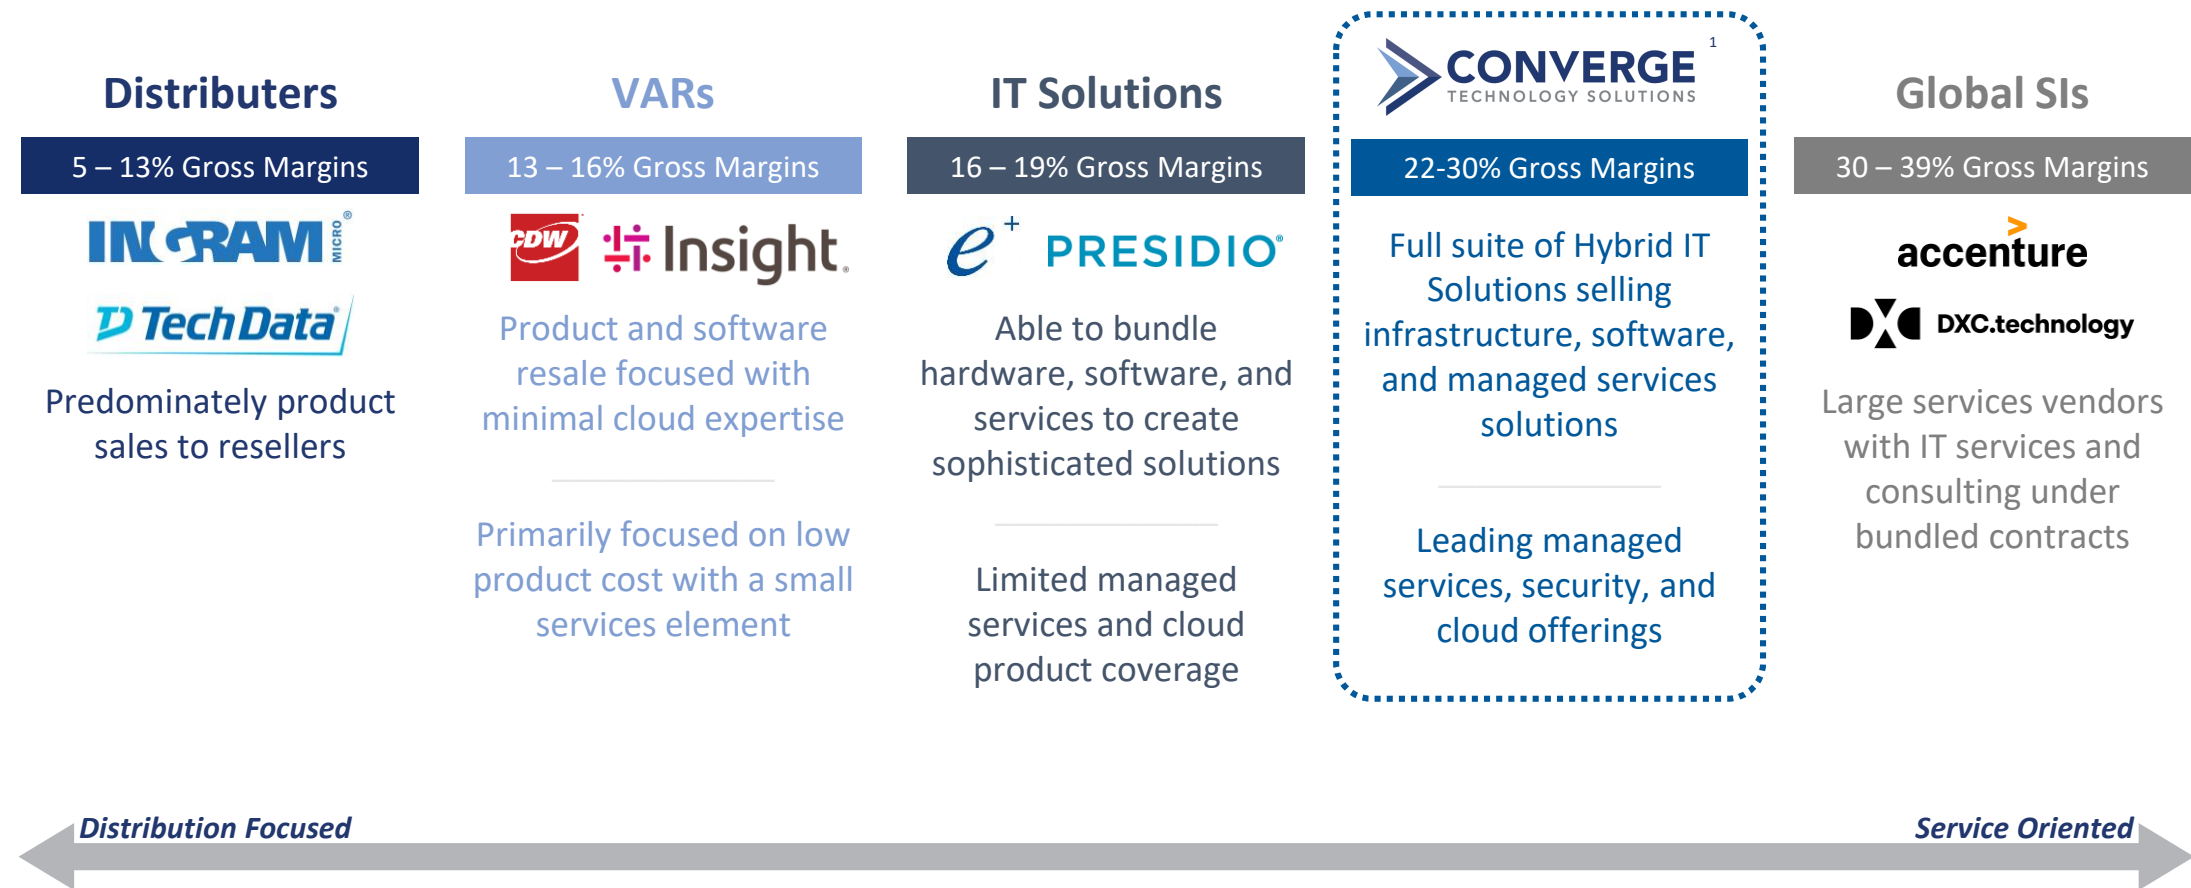 Distributers
5 – 13% Gross Margins
INGRAM MICRO®
TechData
Predominately product
sales to resellers
VARs
13 – 16% Gross Margins
CDW
Insight.
Product and software
resale focused with
minimal cloud expertise
Primarily focused on low
product cost with a small
services element
IT Solutions
16 – 19% Gross Margins
e+
PRESIDIO®
Able to bundle
hardware, software, and
services to create
sophisticated solutions
Limited managed
services and cloud
product coverage
CONVERGE 1
TECHNOLOGY SOLUTIONS
22-30% Gross Margins
Full suite of Hybrid IT
Solutions selling
infrastructure, software,
and managed services
solutions
Leading managed
services, security, and
cloud offerings
Global SIs
30 – 39% Gross Margins
accenture
DXC.technology
Large services vendors
with IT services and
consulting under
bundled contracts
Distribution Focused
Service Oriented